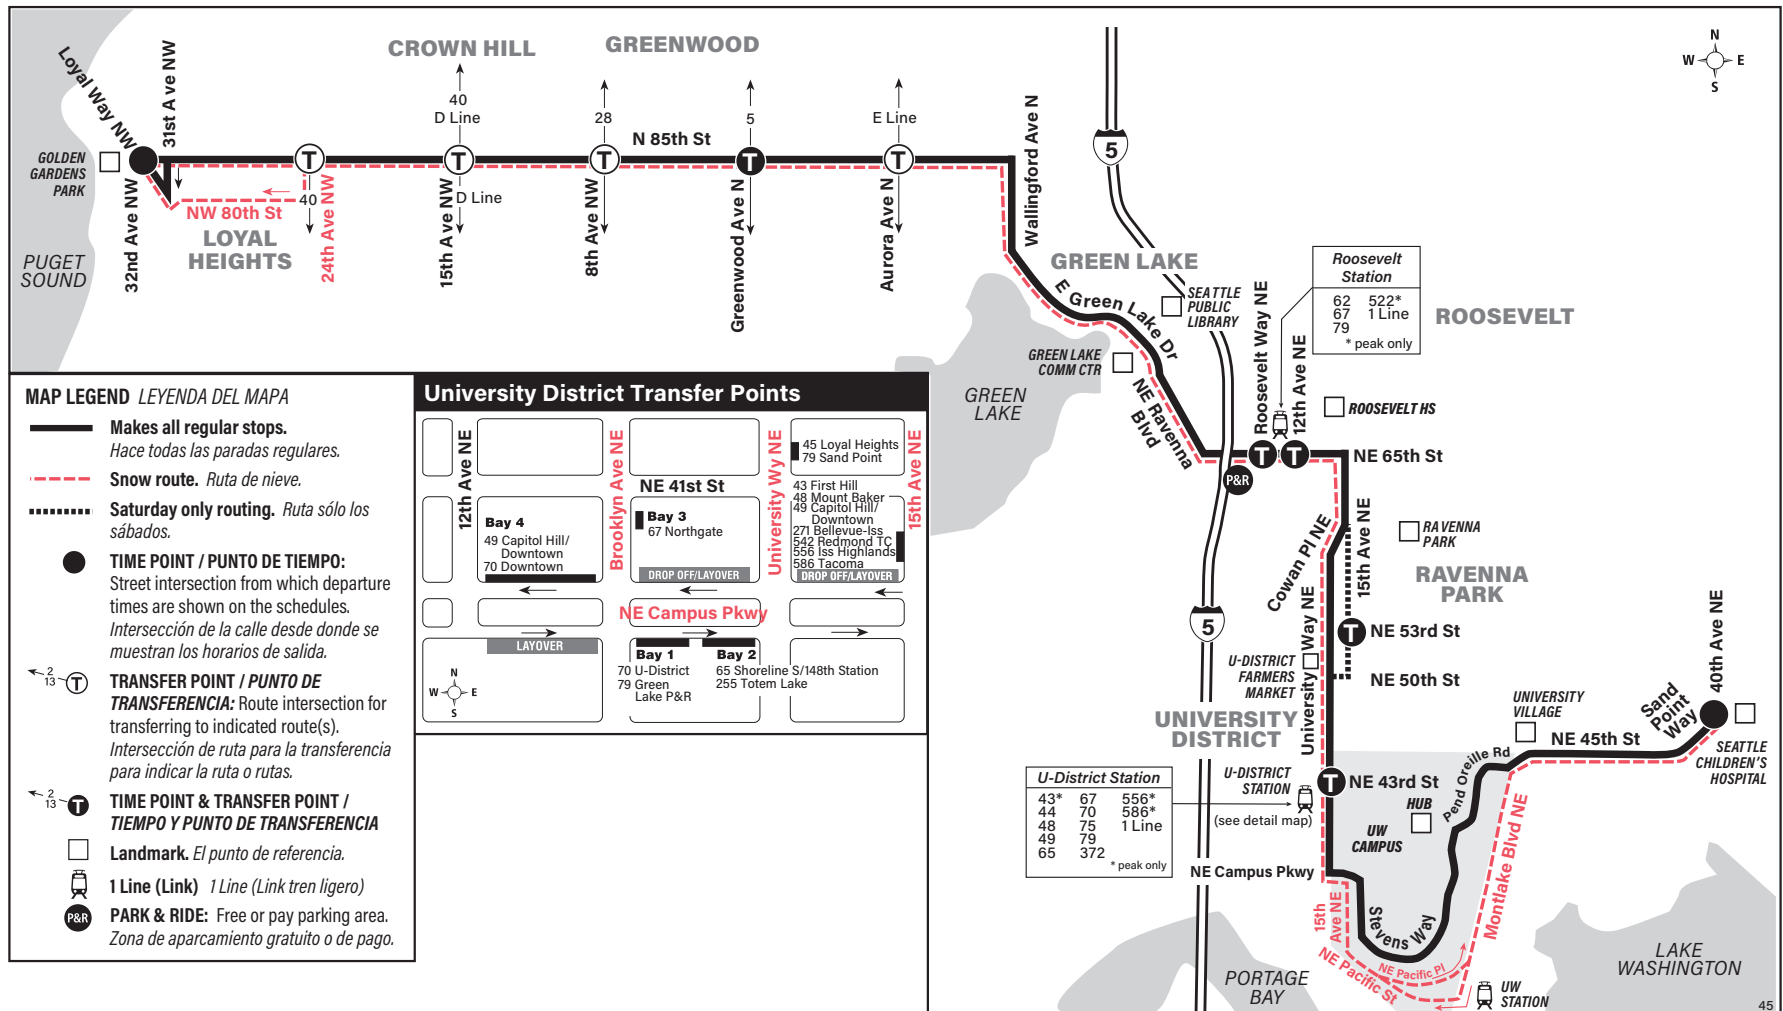 CROWN HILL
GREENWOOD
Loyal Way NW
31st Ave NW
40
D Line
28
5
E Line
N 85th St
Wallingford Ave N
5
N
W
E
S
GOLDEN
GARDENS
PARK
T
T
T
T
T
32nd Ave NW
NW 80th St
40
24th Ave NW
LOYAL
HEIGHTS
15th Ave NW
D Line
8th Ave NW
Greenwood Ave N
Aurora Ave N
PUGET
SOUND
GREEN LAKE
E Green Lake Dr
SEATTLE
PUBLIC
LIBRARY
GREEN LAKE
COMM CTR
GREEN
LAKE
NE Ravenna
Blvd
Roosevelt Way NE
12th Ave NE
Roosevelt
Station
62 522*
67 1 Line
79
* peak only
ROOSEVELT
ROOSEVELT HS
T
T
P&R
NE 65th St
MAP LEGEND LEYENDA DEL MAPA
Makes all regular stops.
Hace todas las paradas regulares.
Snow route. Ruta de nieve.
Saturday only routing. Ruta sólo los
sábados.
TIME POINT / PUNTO DE TIEMPO:
Street intersection from which departure
times are shown on the schedules.
Intersección de la calle desde donde se
muestran los horarios de salida.
2
13
T
TRANSFER POINT / PUNTO DE
TRANSFERENCIA: Route intersection for
transferring to indicated route(s).
Intersección de ruta para la transferencia
para indicar la ruta o rutas.
2
13
T
TIME POINT & TRANSFER POINT /
TIEMPO Y PUNTO DE TRANSFERENCIA
Landmark. El punto de referencia.
1 Line (Link) 1 Line (Link tren ligero)
P&R
PARK & RIDE: Free or pay parking area.
Zona de aparcamiento gratuito o de pago.
University District Transfer Points
12th Ave NE
Brooklyn Ave NE
University Wy NE
15th Ave NE
45 Loyal Heights
79 Sand Point
NE 41st St
Bay 4
49 Capitol Hill/
Downtown
70 Downtown
Bay 3
67 Northgate
DROP OFF/LAYOVER
43 First Hill
48 Mount Baker
49 Capitol Hill/
Downtown
271 Bellevue-Iss
542 Redmond TC
556 Iss Highlands
586 Tacoma
DROP OFF/LAYOVER
NE Campus Pkwy
LAYOVER
Bay 1
70 U-District
79 Green
Lake P&R
Bay 2
65 Shoreline S/148th Station
255 Totem Lake
N
W
E
S
Cowan Pl NE
15th Ave NE
RAVENNA
PARK
RAVENNA
PARK
5
T
NE 53rd St
U-DISTRICT
FARMERS
MARKET
University Way NE
NE 50th St
UNIVERSITY
DISTRICT
UNIVERSITY
VILLAGE
Sand
Point
Way
40th Ave NE
NE 45th St
SEATTLE
CHILDREN'S
HOSPITAL
U-District Station
43* 67 556*
44 70 586*
48 75 1 Line
49 79
65 372
* peak only
U-DISTRICT
STATION
(see detail map)
T
NE 43rd St
HUB
UW
CAMPUS
Pend Oreille Rd
NE Campus Pkwy
15th
Ave NE
Stevens Way
Montlake Blvd NE
NE Pacific Pl
NE Pacific St
UW
STATION
PORTAGE
BAY
LAKE
WASHINGTON
45